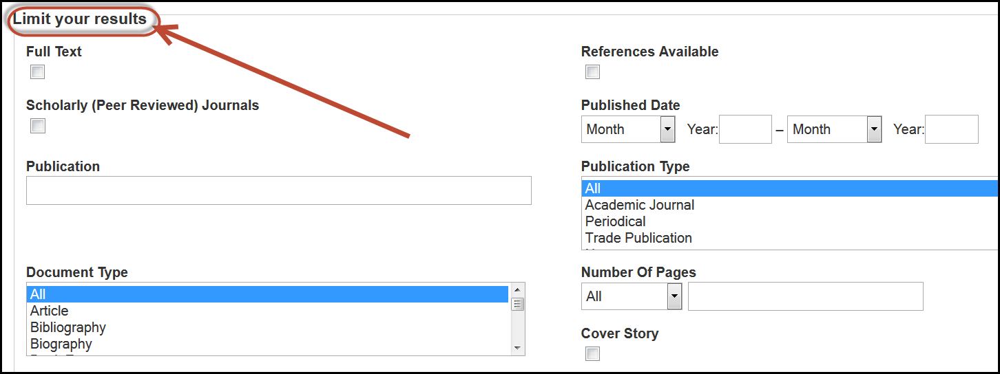 Limit your results
Full Text
References Available
Scholarly (Peer Reviewed) Journals
Published Date
Month Year: – Month Year:
Publication
Publication Type
All
Academic Journal
Periodical
Trade Publication
Document Type
All
Article
Bibliography
Biography
Number Of Pages
All
Cover Story